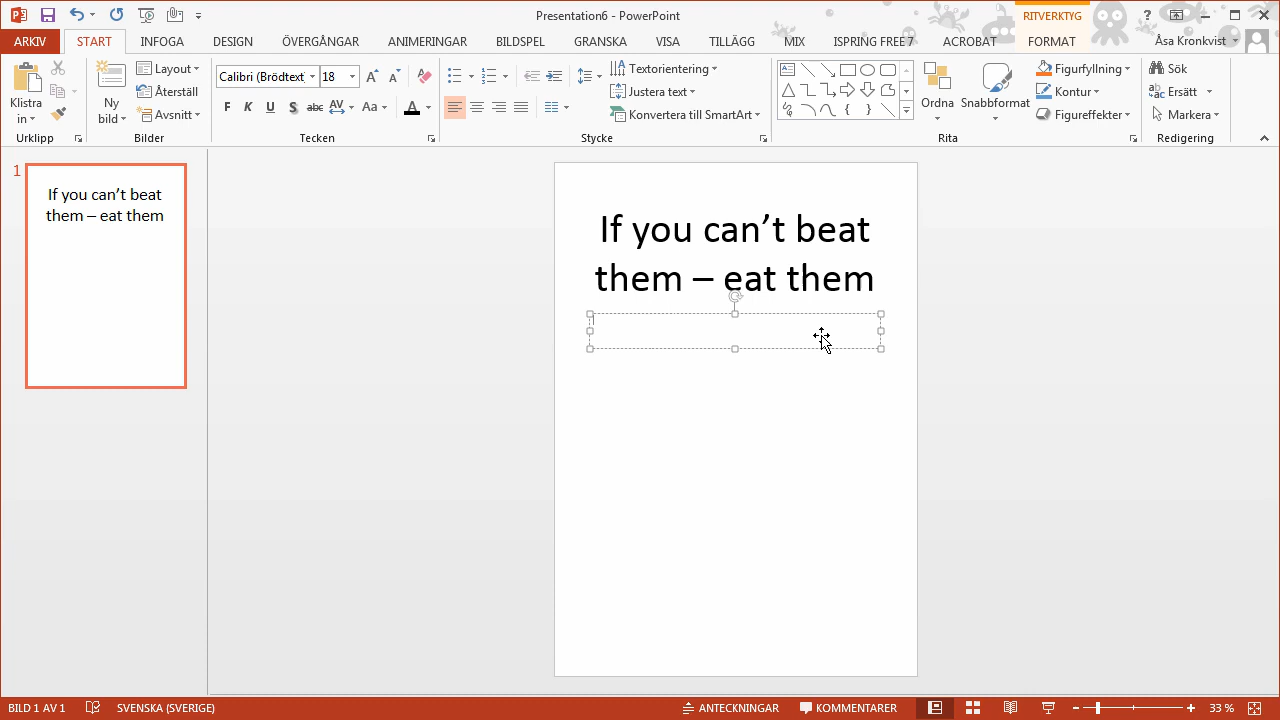 Presentation6 - PowerPoint
RITVERKTYG
?
ARKIV START INFOGA DESIGN ÖVERGÅNGAR ANIMERINGAR BILDSPEL GRANSKA VISA TILLÄGG MIX ISPRING FREE 7 ACROBAT FORMAT Åsa Kronkvist
Klistra in
Urklipp
Ny bild
Layout
Återställ
Avsnitt
Bilder
Calibri (Brödtext 18
F K U S abc AV Aa A
Tecken
Textorientering
Justera text
Konvertera till SmartArt
Stycke
Ordna
Snabbformat
Figurfyllning
Kontur
Figureffekter
Rita
Sök
Ersätt
Markera
Redigering
1
If you can’t beat
them – eat them
If you can’t beat
them – eat them
BILD 1 AV 1 SVENSKA (SVERIGE) ANTECKNINGAR KOMMENTARER 33 %